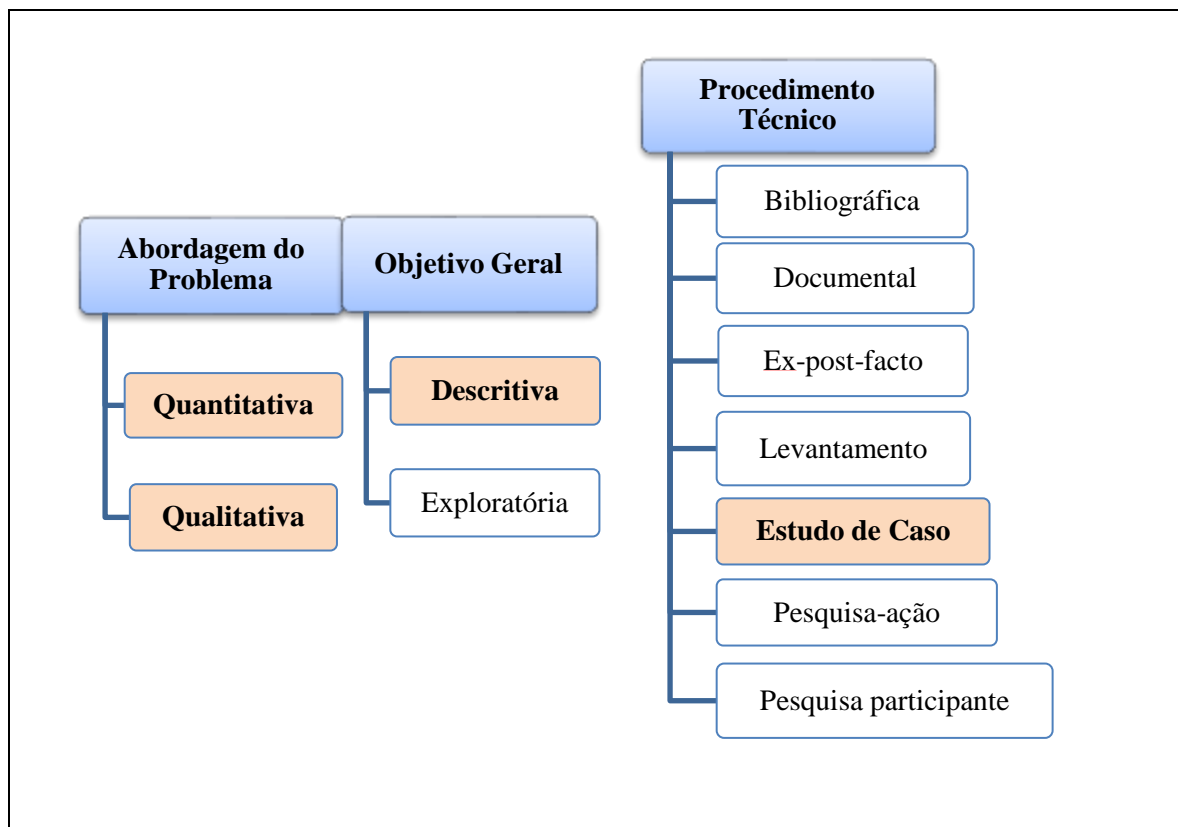 Abordagem do
Problema
Quantitativa
Qualitativa
Objetivo Geral
Descritiva
Exploratória
Procedimento
Técnico
Bibliográfica
Documental
Ex-post-facto
Levantamento
Estudo de Caso
Pesquisa-ação
Pesquisa participante